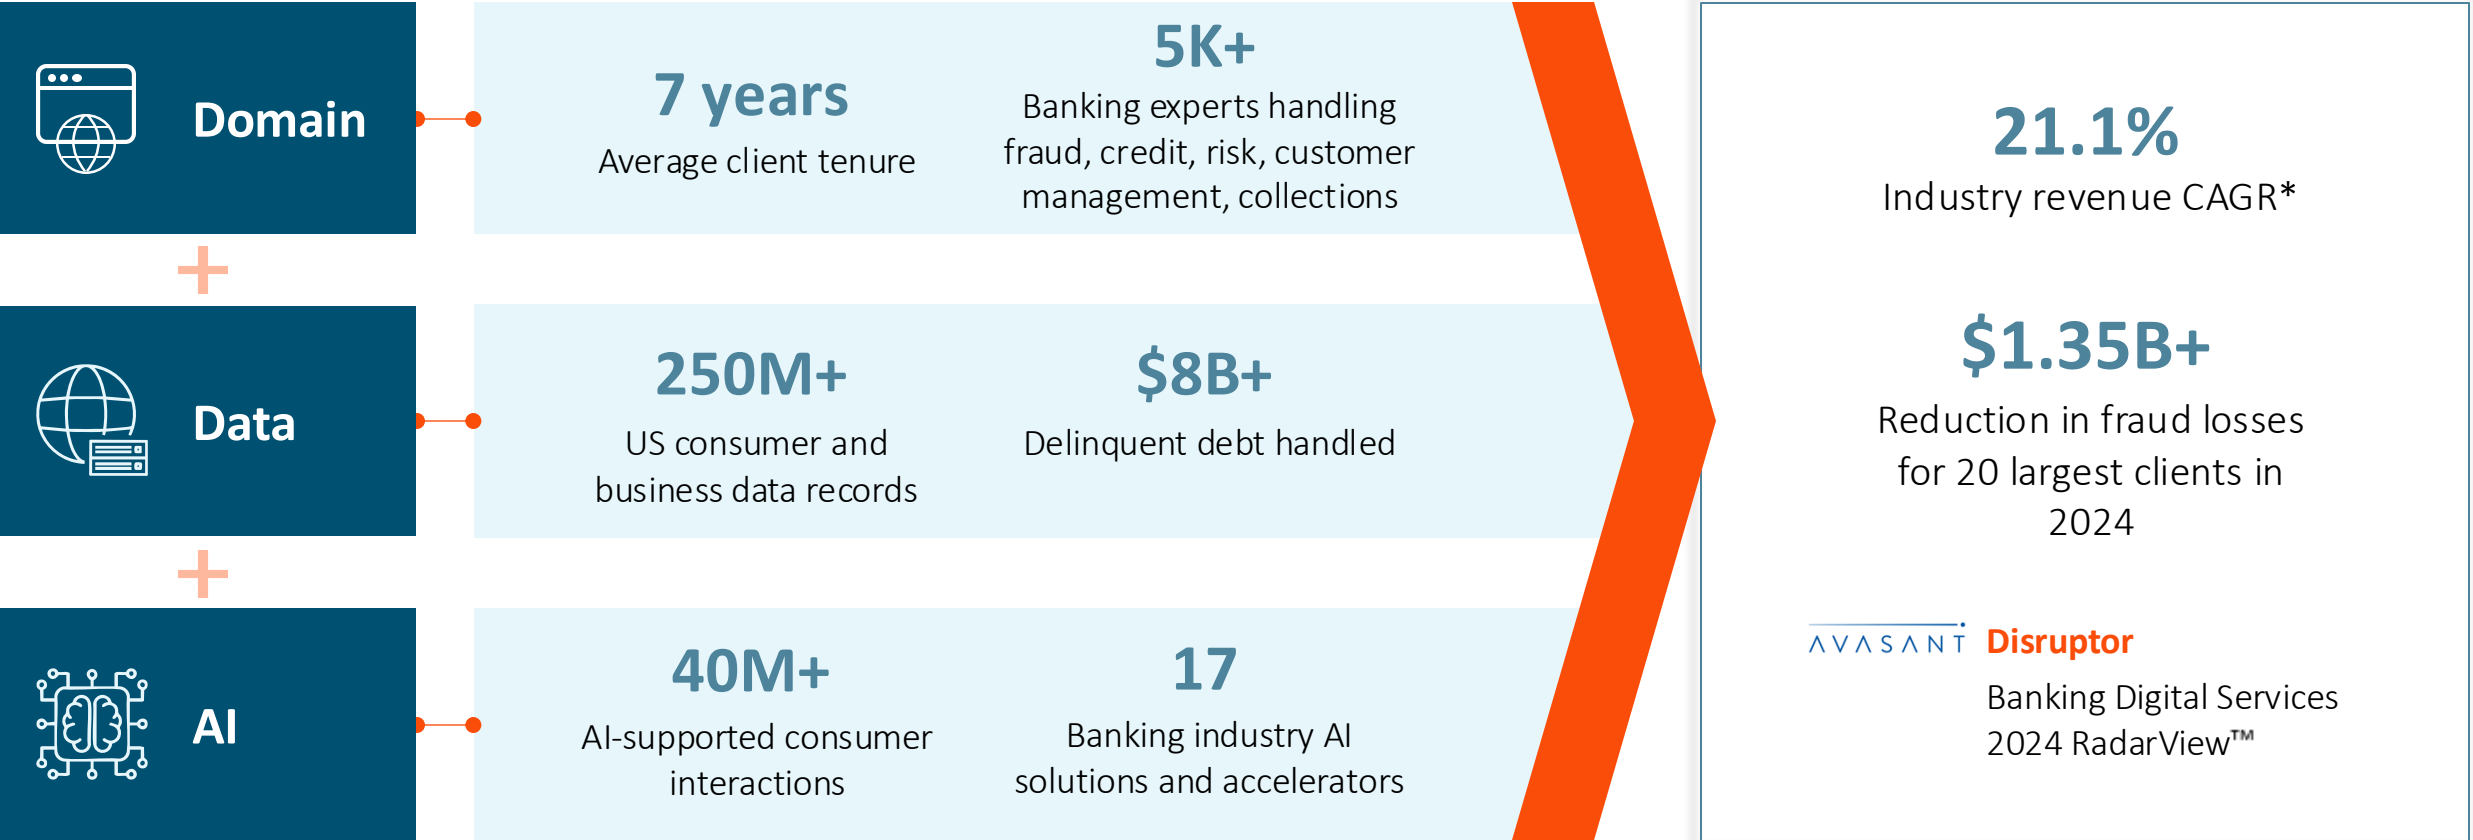 Domain
7 years
Average client tenure
5K+
Banking experts handling
fraud, credit, risk, customer
management, collections
Data
250M+
US consumer and
business data records
$8B+
Delinquent debt handled
AI
40M+
AI-supported consumer
interactions
17
Banking industry AI
solutions and accelerators
21.1%
Industry revenue CAGR*
$1.35B+
Reduction in fraud losses
for 20 largest clients in
2024
AVASANT Disruptor
Banking Digital Services
2024 RadarView™